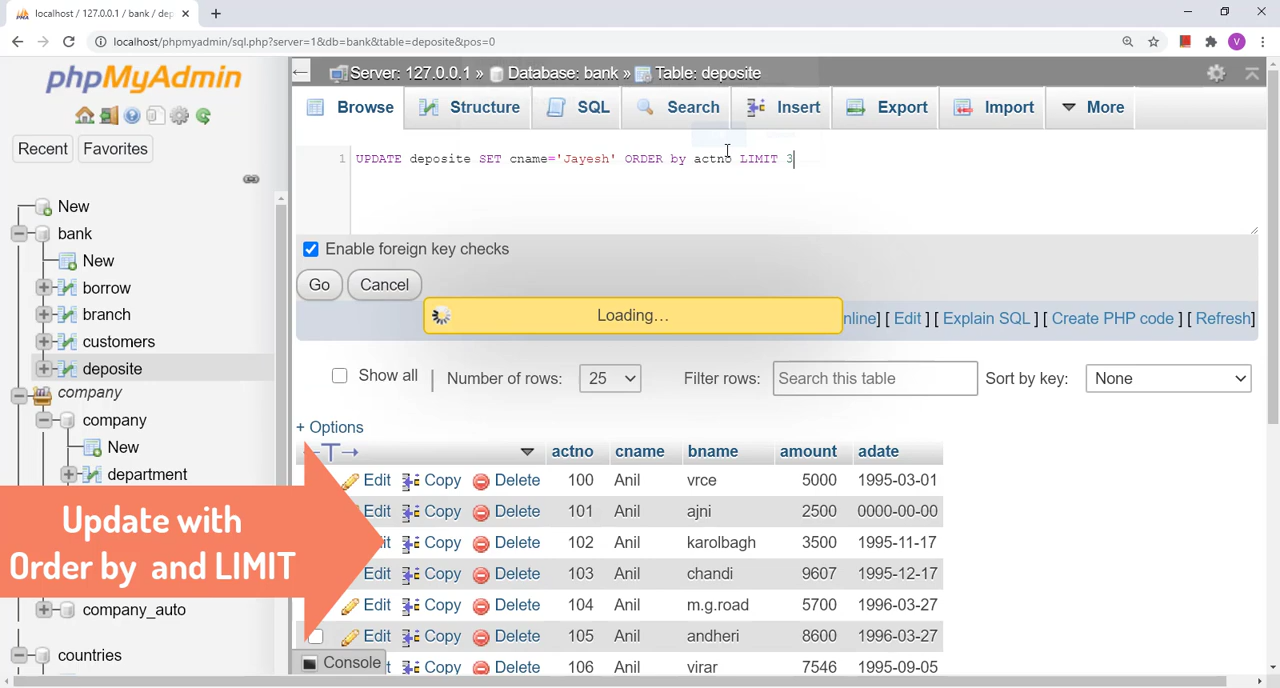 localhost / 127.0.0.1 / bank / dep
localhost/phpmyadmin/sql.php?server=1&db=bank&table=deposite&pos=0
V
phpMyAdmin
Recent Favorites
New
bank
New
borrow
branch
customers
deposite
company
company
New
department
company_auto
countries
Server: 127.0.0.1 » Database: bank » Table: deposite
Browse Structure SQL Search Insert Export Import More
1 UPDATE deposite SET cname='Jayesh' ORDER by actno LIMIT 3
Enable foreign key checks
Go Cancel
Loading…
nline] [ Edit ] [ Explain SQL ] [ Create PHP code ] [ Refresh]
Show all Number of rows: 25 Filter rows: Search this table Sort by key: None
+ Options
←T→ actno cname bname amount adate
Edit Copy Delete 100 Anil vrce 5000 1995-03-01
Edit Copy Delete 101 Anil ajni 2500 0000-00-00
it Copy Delete 102 Anil karolbagh 3500 1995-11-17
Edit Copy Delete 103 Anil chandi 9607 1995-12-17
Edit Copy Delete 104 Anil m.g.road 5700 1996-03-27
Edit Copy Delete 105 Anil andheri 8600 1996-03-27
Copy Delete 106 Anil virar 7546 1995-09-05
Console
Update with
Order by and LIMIT